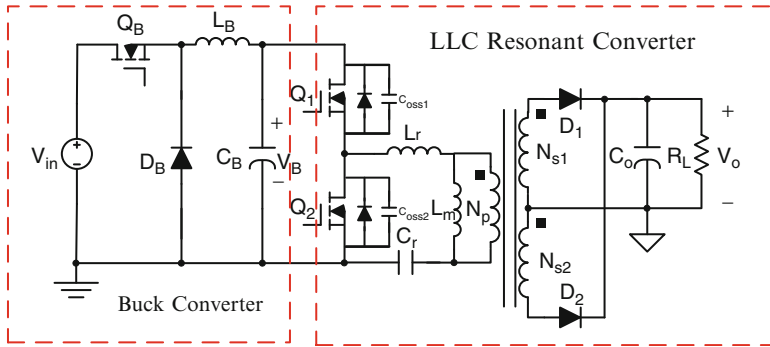 Q_B
L_B
LLC Resonant Converter
Q_1
C_oss1
D_1
+
L_r
N_s1
+
V_in
D_B
C_B
V_B
C_o
R_L
V_o
−
Q_2
C_oss2
L_m
N_p
−
C_r
N_s2
Buck Converter
D_2